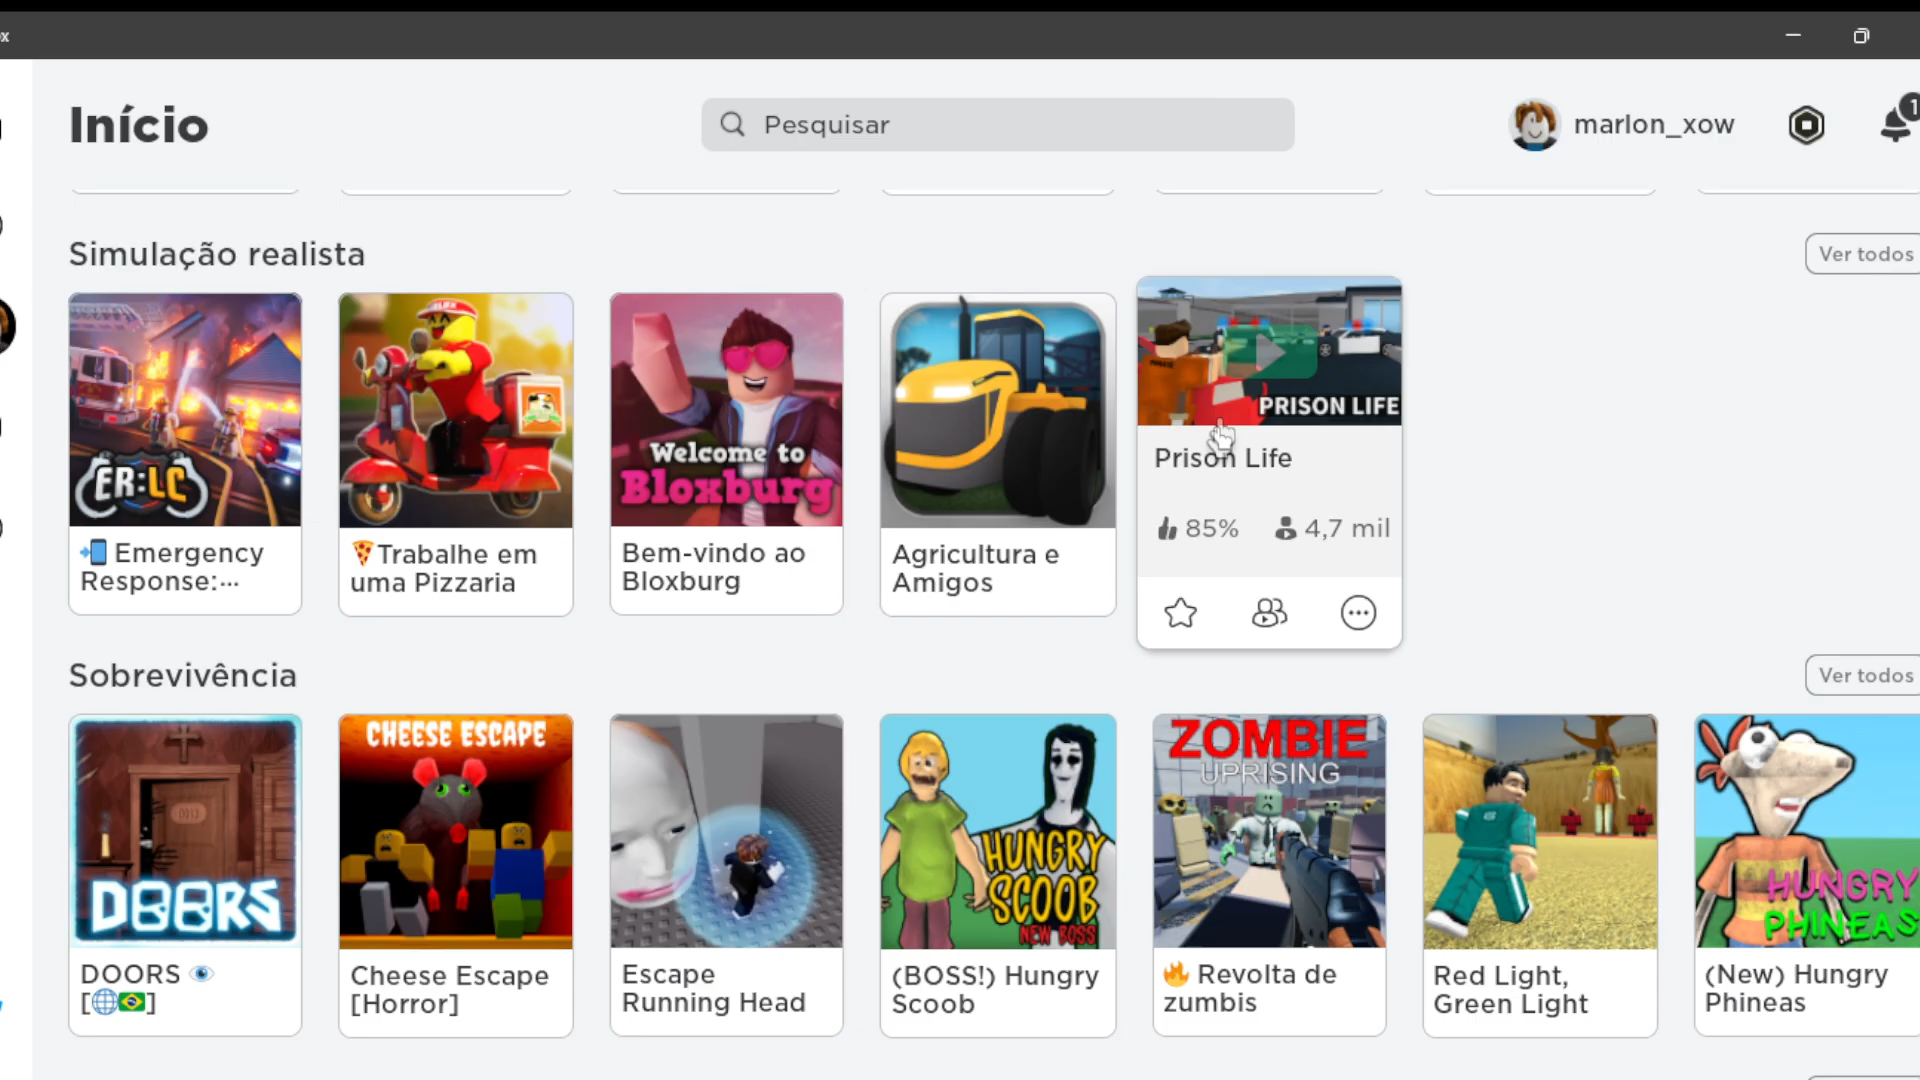 x
Início
Pesquisar
marlon_xow
1
Simulação realista
Ver todos
ER:LC
Welcome to
Bloxburg
PRISON LIFE
Emergency
Response:...
Trabalhe em
uma Pizzaria
Bem-vindo ao
Bloxburg
Agricultura e
Amigos
Prison Life
85%
4,7 mil
Sobrevivência
Ver todos
DOORS
CHEESE ESCAPE
HUNGRY
SCOOB
NEW BOSS
ZOMBIE
UPRISING
HUNGRY
PHINEAS
DOORS
[ ]
Cheese Escape
[Horror]
Escape
Running Head
(BOSS!) Hungry
Scoob
Revolta de
zumbis
Red Light,
Green Light
(New) Hungry
Phineas